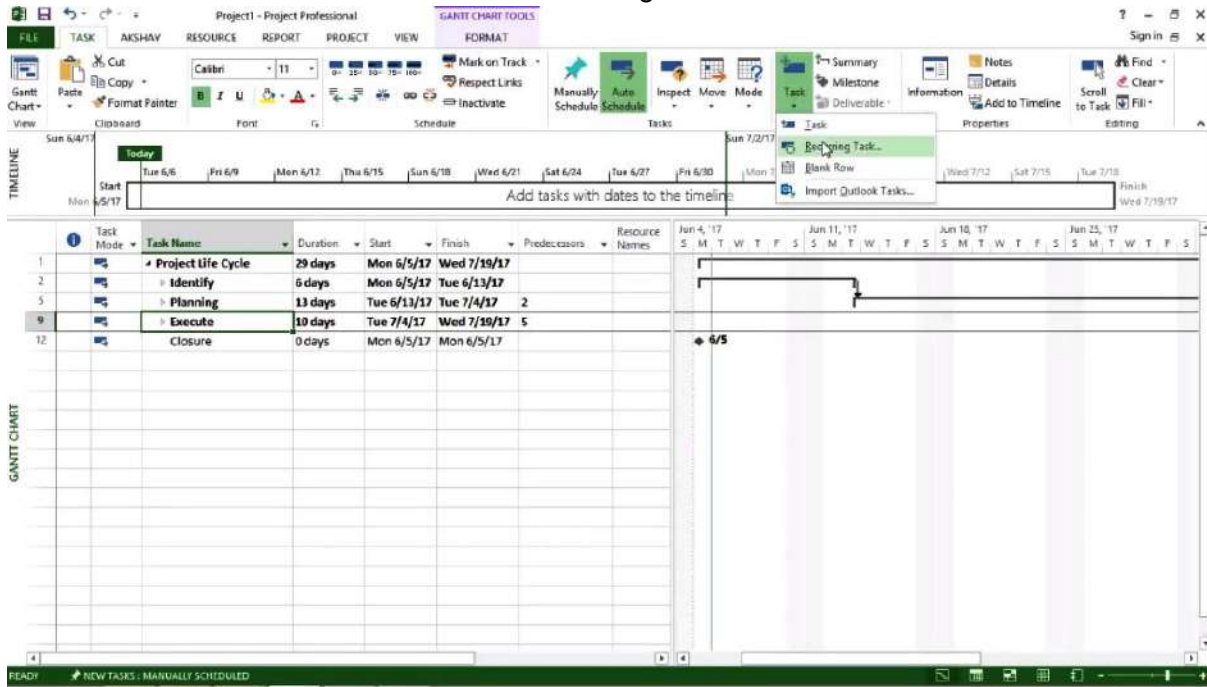 Project1 - Project Professional
GANTT CHART TOOLS
FILE TASK AKSHAY RESOURCE REPORT PROJECT VIEW FORMAT
Sign in
Gantt Chart
View
Paste
Cut
Copy
Format Painter
Clipboard
Calibri 11
B I U A
Font
0% 25% 50% 75% 100%
Mark on Track
Respect Links
Inactivate
Schedule
Manually Schedule
Auto Schedule
Inspect
Move
Mode
Tasks
Task
Summary
Milestone
Deliverable
Information
Notes
Details
Add to Timeline
Properties
Scroll to Task
Find
Clear
Fill
Editing
Task
Recurring Task...
Blank Row
Import Outlook Tasks...
TIMELINE
Sun 6/4/17
Sun 7/2/17
Today
Tue 6/6 Fri 6/9 Mon 6/12 Thu 6/15 Sun 6/18 Wed 6/21 Sat 6/24 Tue 6/27 Fri 6/30 Mon Wed 7/12 Sat 7/15 Tue 7/18
Start
Mon 6/5/17
Add tasks with dates to the timeline
Finish
Wed 7/19/17
Task Mode Task Name Duration Start Finish Predecessors Resource Names
1 Project Life Cycle 29 days Mon 6/5/17 Wed 7/19/17
2 Identify 6 days Mon 6/5/17 Tue 6/13/17
5 Planning 13 days Tue 6/13/17 Tue 7/4/17 2
9 Execute 10 days Tue 7/4/17 Wed 7/19/17 5
12 Closure 0 days Mon 6/5/17 Mon 6/5/17
Jun 4, '17 Jun 11, '17 Jun 18, '17 Jun 25, '17
S M T W T F S S M T W T F S S M T W T F S S M T W T F S
6/5
GANTT CHART
READY NEW TASKS : MANUALLY SCHEDULED